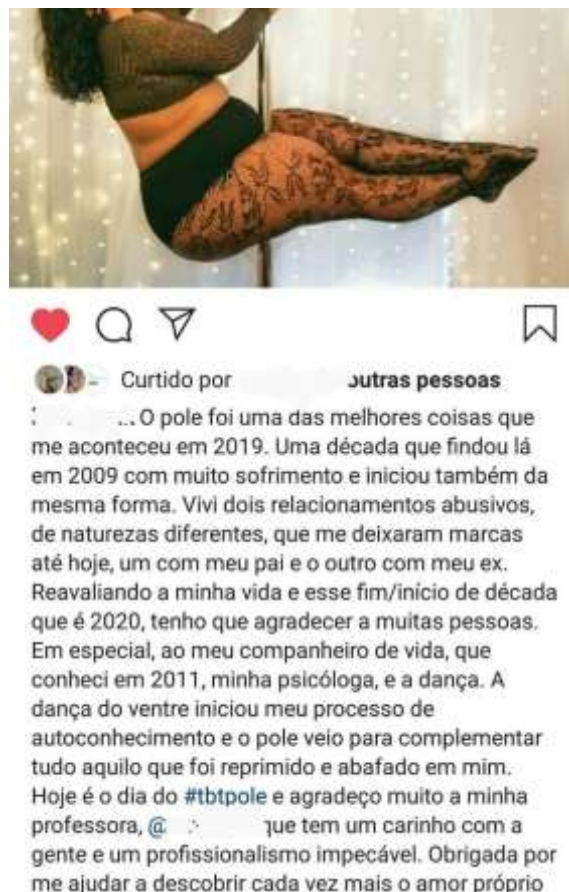 Curtido por outras pessoas
O pole foi uma das melhores coisas que
me aconteceu em 2019. Uma década que findou lá
em 2009 com muito sofrimento e iniciou também da
mesma forma. Vivi dois relacionamentos abusivos,
de naturezas diferentes, que me deixaram marcas
até hoje, um com meu pai e o outro com meu ex.
Reavaliando a minha vida e esse fim/início de década
que é 2020, tenho que agradecer a muitas pessoas.
Em especial, ao meu companheiro de vida, que
conheci em 2011, minha psicóloga, e a dança. A
dança do ventre iniciou meu processo de
autoconhecimento e o pole veio para complementar
tudo aquilo que foi reprimido e abafado em mim.
Hoje é o dia do #tbtpole e agradeço muito a minha
professora, @ que tem um carinho com a
gente e um profissionalismo impecável. Obrigada por
me ajudar a descobrir cada vez mais o amor próprio